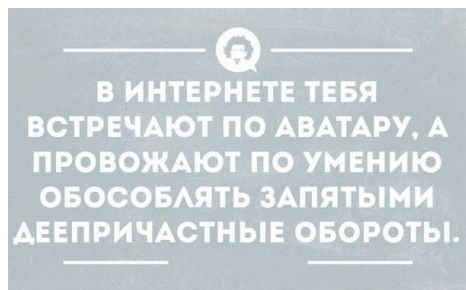 В ИНТЕРНЕТЕ ТЕБЯ
ВСТРЕЧАЮТ ПО АВАТАРУ, А
ПРОВОЖАЮТ ПО УМЕНИЮ
ОБОСОБЛЯТЬ ЗАПЯТЫМИ
ДЕЕПРИЧАСТНЫЕ ОБОРОТЫ.